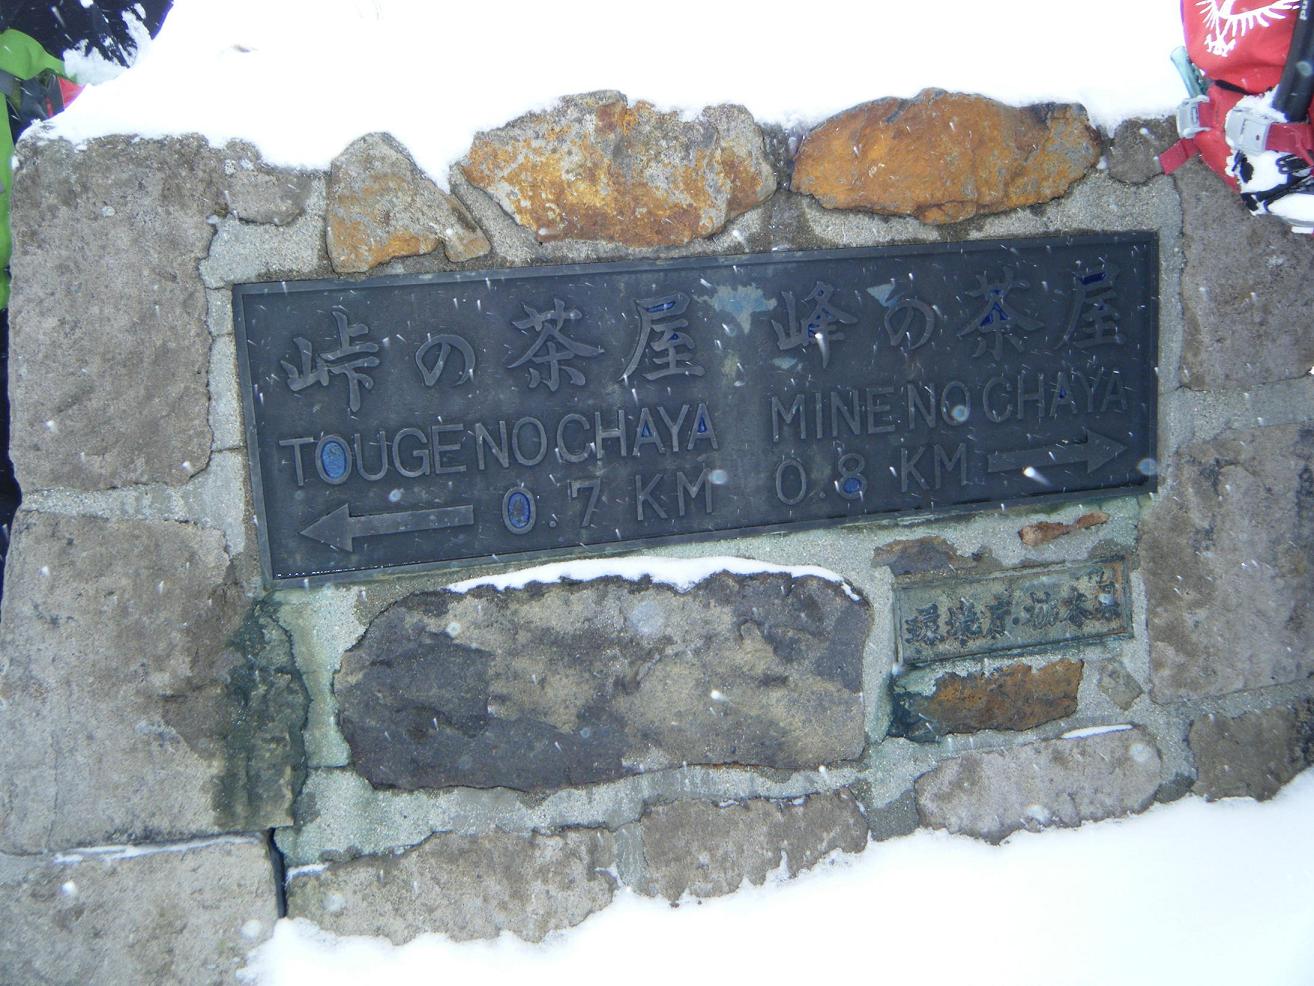 峠の茶屋
TOUGENOCHAYA
← 0.7 KM
峰の茶屋
MINENOCHAYA
0.8 KM →
環境庁・栃木県